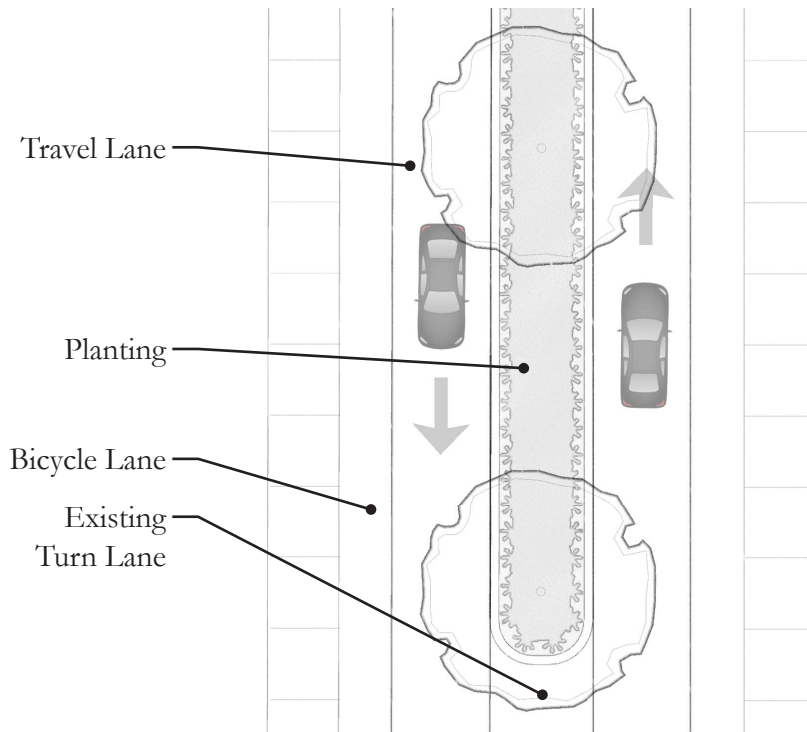 Travel Lane
Planting
Bicycle Lane
Existing
Turn Lane